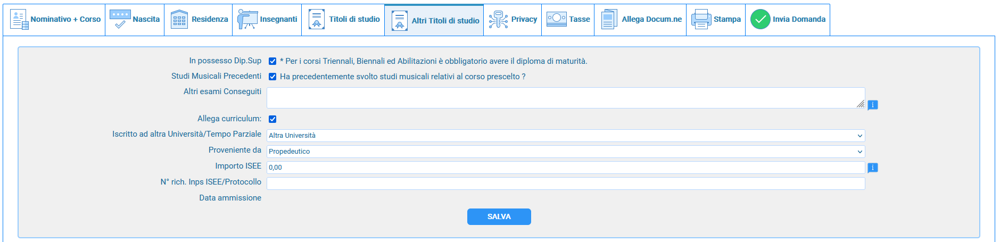 Nominativo + Corso
Nascita
Residenza
Insegnanti
Titoli di studio
Altri Titoli di studio
Privacy
Tasse
Allega Docum.ne
Stampa
Invia Domanda
In possesso Dip.Sup
* Per i corsi Triennali, Biennali ed Abilitazioni è obbligatorio avere il diploma di maturità.
Studi Musicali Precedenti
Ha precedentemente svolto studi musicali relativi al corso prescelto ?
Altri esami Conseguiti
i
Allega curriculum:
Iscritto ad altra Università/Tempo Parziale
Altra Università
Proveniente da
Propedeutico
Importo ISEE
0,00
i
N° rich. Inps ISEE/Protocollo
Data ammissione
SALVA